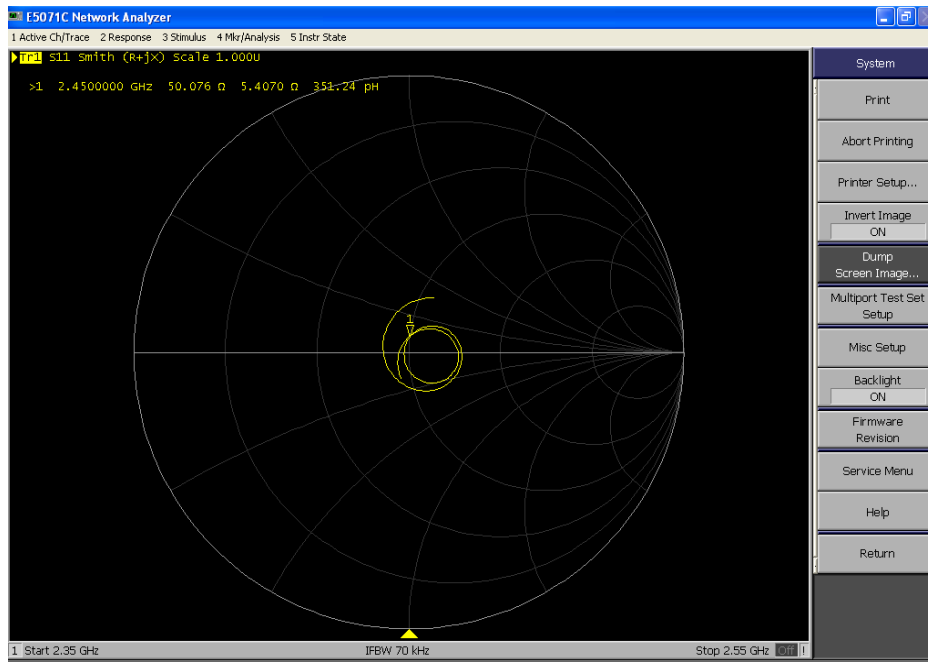 E5071C Network Analyzer
1 Active Ch/Trace 2 Response 3 Stimulus 4 Mkr/Analysis 5 Instr State
Tr1 S11 Smith (R+jX) Scale 1.000U
>1 2.4500000 GHz 50.076 Ω 5.4070 Ω 351.24 pH
1
System
Print
Abort Printing
Printer Setup...
Invert Image
ON
Dump
Screen Image...
Multiport Test Set
Setup
Misc Setup
Backlight
ON
Firmware
Revision
Service Menu
Help
Return
1 Start 2.35 GHz IFBW 70 kHz Stop 2.55 GHz Off !